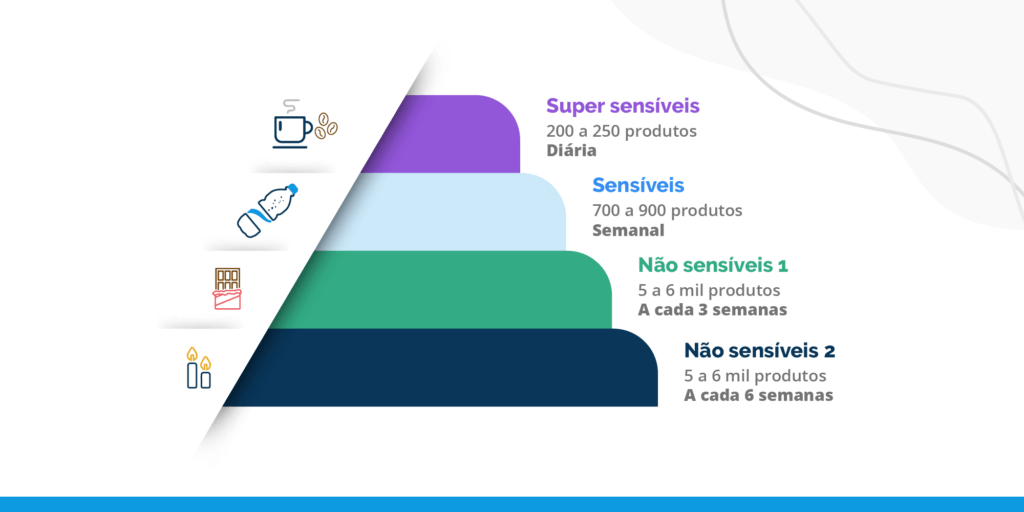 Super sensíveis
200 a 250 produtos
Diária
Sensíveis
700 a 900 produtos
Semanal
Não sensíveis 1
5 a 6 mil produtos
A cada 3 semanas
Não sensíveis 2
5 a 6 mil produtos
A cada 6 semanas